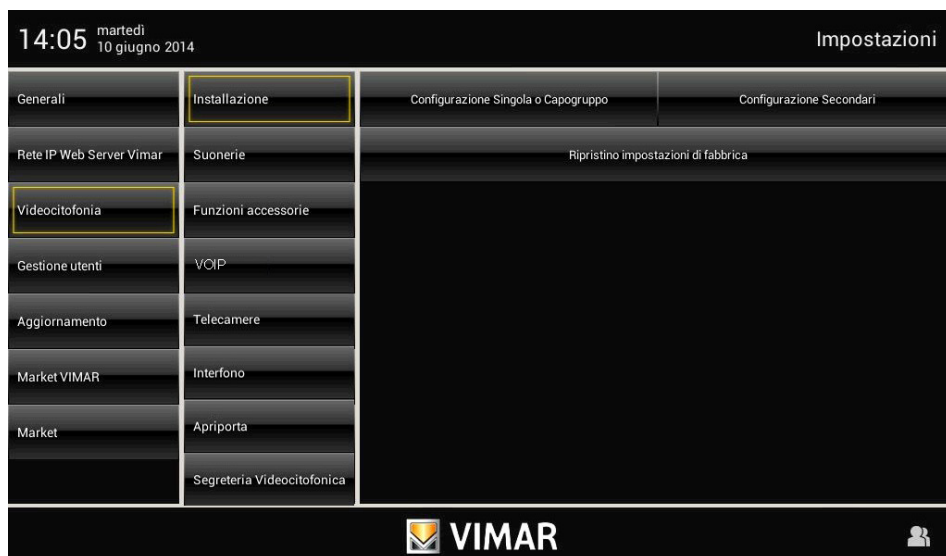 14:05 martedì
10 giugno 2014
Impostazioni
Generali
Rete IP Web Server Vimar
Videocitofonia
Gestione utenti
Aggiornamento
Market VIMAR
Market
Installazione
Suonerie
Funzioni accessorie
VOIP
Telecamere
Interfono
Apriporta
Segreteria Videocitofonica
Configurazione Singola o Capogruppo
Configurazione Secondari
Ripristino impostazioni di fabbrica
VIMAR